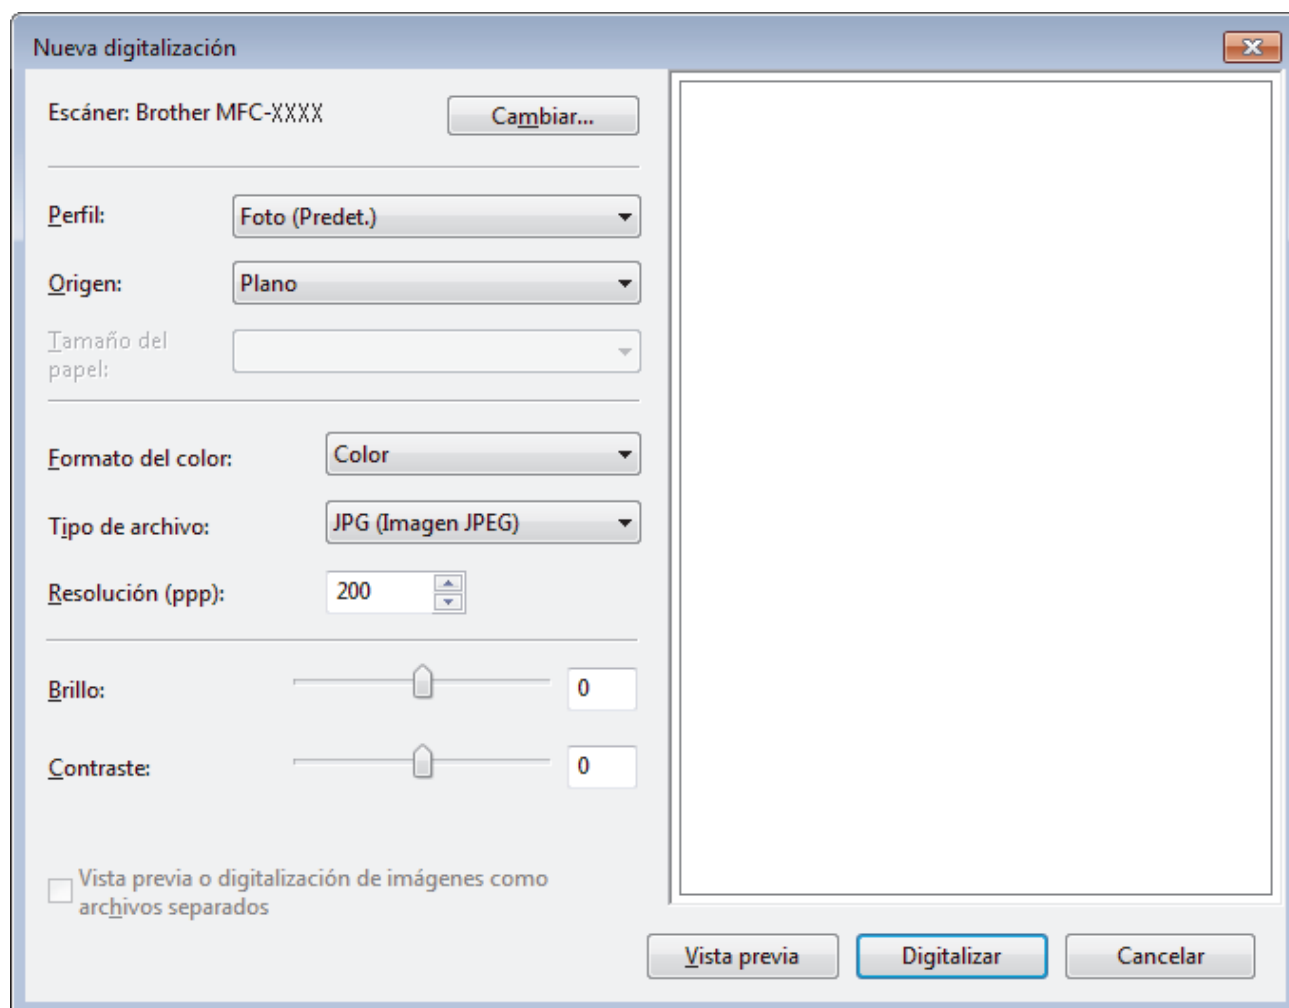 Nueva digitalización
Escáner: Brother MFC-XXXX
Cambiar...
Perfil:
Foto (Predet.)
Origen:
Plano
Tamaño del
papel:
Formato del color:
Color
Tipo de archivo:
JPG (Imagen JPEG)
Resolución (ppp):
200
Brillo:
0
Contraste:
0
Vista previa o digitalización de imágenes como
archivos separados
Vista previa
Digitalizar
Cancelar